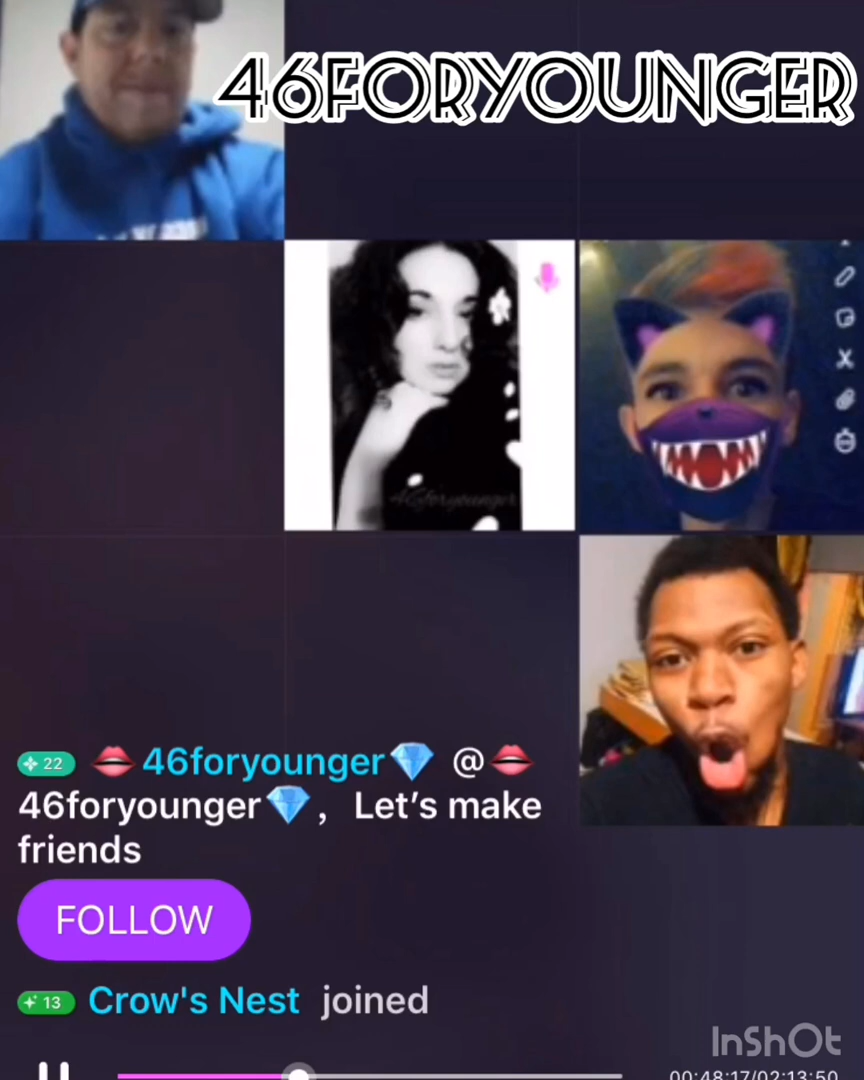 46FORYOUNGER
46foryounger
22 👄46foryounger💎 @👄
46foryounger💎, Let's make
friends
FOLLOW
13 Crow's Nest joined
InShOt
00:48:17/02:13:50